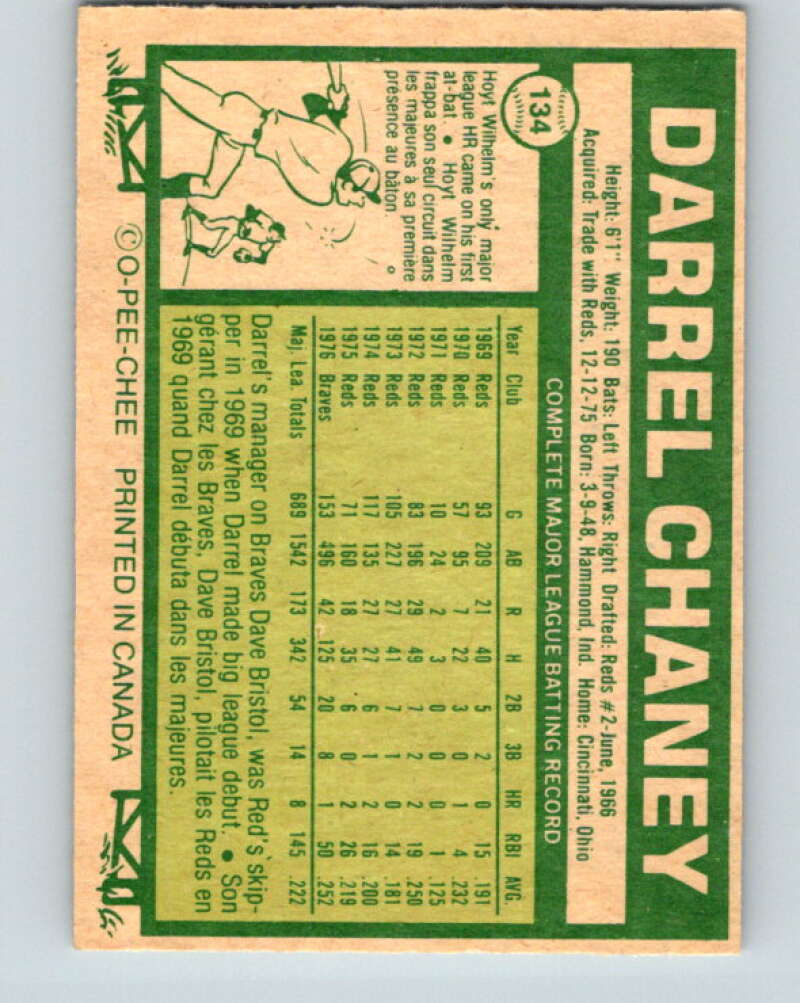 DARREL CHANEY
Height: 6'1" Weight: 190 Bats: Left Throws: Right Drafted: Reds #2-June, 1966
Acquired: Trade with Reds, 12-12-75 Born: 3-9-48, Hammond, Ind. Home: Cincinnati, Ohio
134
Hoyt Wilhelm's only major
league HR came on his first
at-bat. • Hoyt Wilhelm
frappa son seul circuit dans
les majeures à sa première
présence au bâton.
COMPLETE MAJOR LEAGUE BATTING RECORD
Year Club G AB R H 2B 3B HR RBI AVG.
1969 Reds 93 209 21 40 5 2 0 15 .191
1970 Reds 57 95 7 22 3 0 1 4 .232
1971 Reds 10 24 2 3 0 0 0 1 .125
1972 Reds 83 196 29 49 7 2 2 19 .250
1973 Reds 105 227 27 41 7 1 0 14 .181
1974 Reds 117 135 27 27 6 1 2 16 .200
1975 Reds 71 160 18 35 6 0 2 26 .219
1976 Braves 153 496 42 125 20 8 1 50 .252
Maj. Lea. Totals 689 1542 173 342 54 14 8 145 .222
Darrel's manager on Braves Dave Bristol, was Red's skip-
per in 1969 when Darrel made big league debut. • Son
gérant chez les Braves, Dave Bristol, pilotait les Reds en
1969 quand Darrel débuta dans les majeures.
© O-PEE-CHEE PRINTED IN CANADA